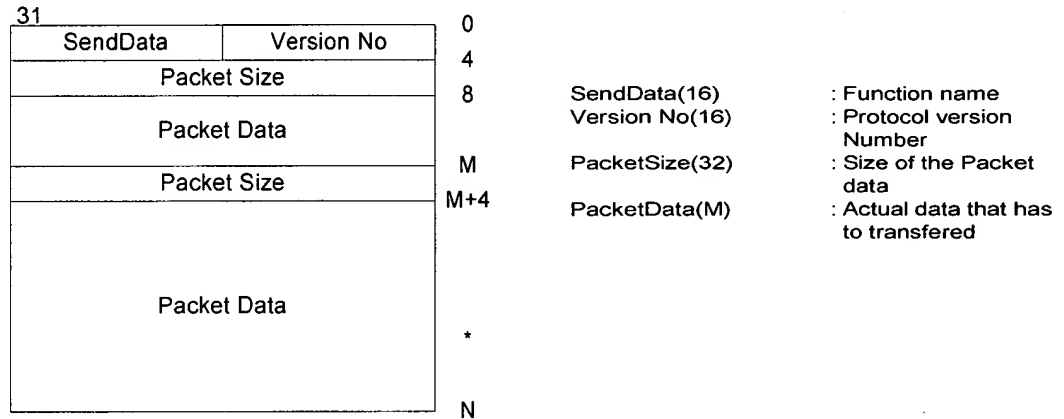 31
0
SendData Version No
4
Packet Size
8
Packet Data
M
Packet Size
M+4
Packet Data
*
N
SendData(16) : Function name
Version No(16) : Protocol version
Number
PacketSize(32) : Size of the Packet
data
PacketData(M) : Actual data that has
to transfered